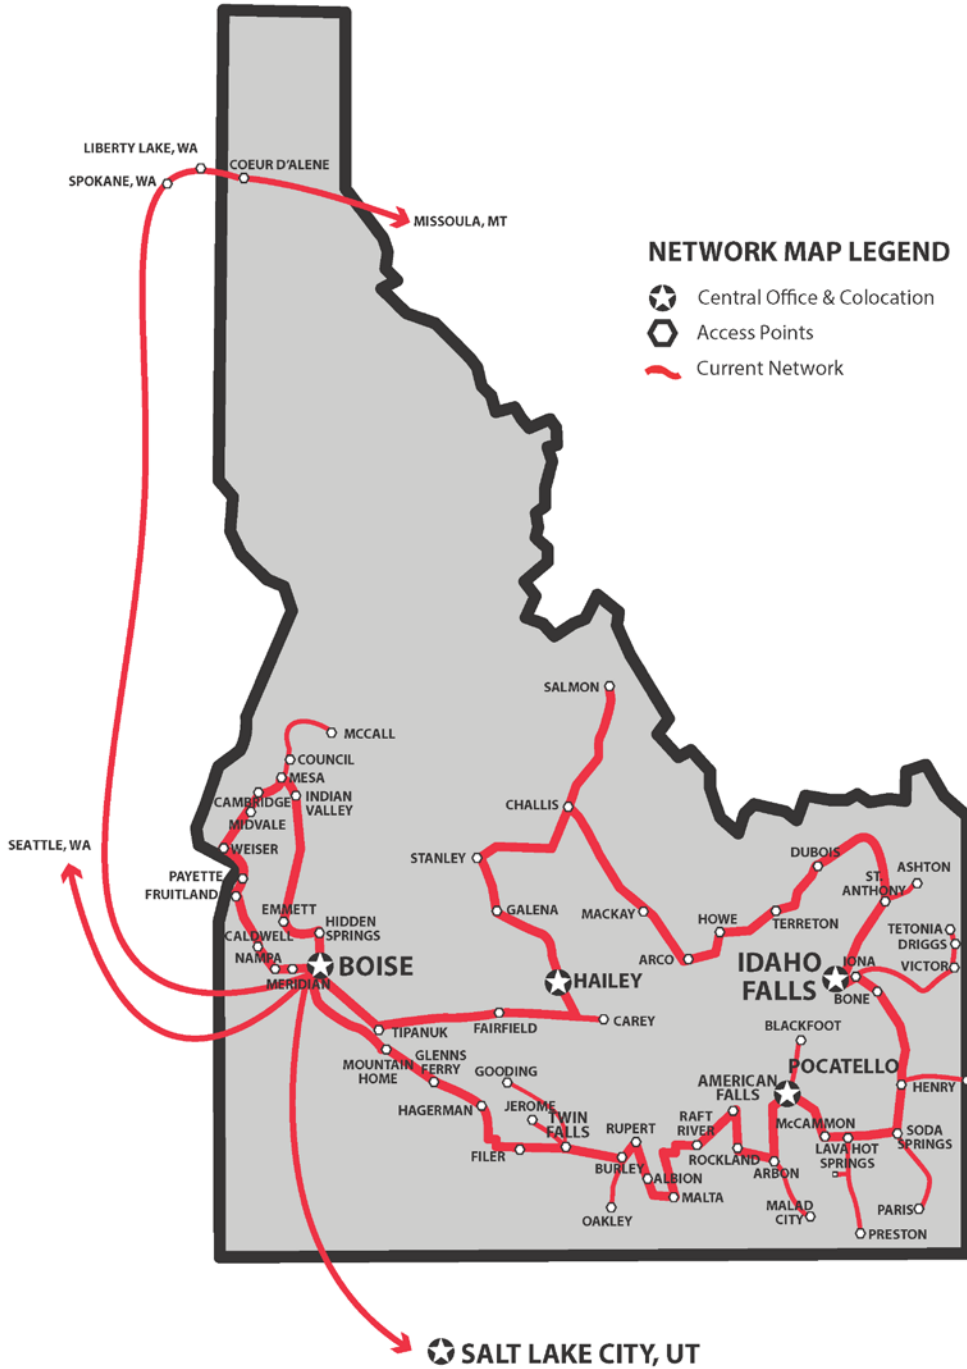 LIBERTY LAKE, WA
SPOKANE, WA
COEUR D'ALENE
MISSOULA, MT
NETWORK MAP LEGEND
Central Office & Colocation
Access Points
Current Network
SALMON
MCCALL
COUNCIL
MESA
CAMBRIDGE
INDIAN
VALLEY
MIDVALE
WEISER
CHALLIS
SEATTLE, WA
STANLEY
DUBOIS
ASHTON
PAYETTE
FRUITLAND
ST.
ANTHONY
EMMETT
HIDDEN
SPRINGS
GALENA
MACKAY
HOWE
TERRETON
TETONIA
DRIGGS
CALDWELL
NAMPA
MERIDIAN
BOISE
HAILEY
ARCO
IDAHO
FALLS
IONA
VICTOR
BONE
TIPANUK
FAIRFIELD
CAREY
BLACKFOOT
MOUNTAIN
HOME
GLENNS
FERRY
GOODING
POCATELLO
AMERICAN
FALLS
HENRY
HAGERMAN
JEROME
TWIN
FALLS
RUPERT
RAFT
RIVER
McCAMMON
LAVA HOT
SPRINGS
SODA
SPRINGS
FILER
BURLEY
ALBION
ROCKLAND
ARBON
MALTA
OAKLEY
MALAD
CITY
PARIS
PRESTON
SALT LAKE CITY, UT